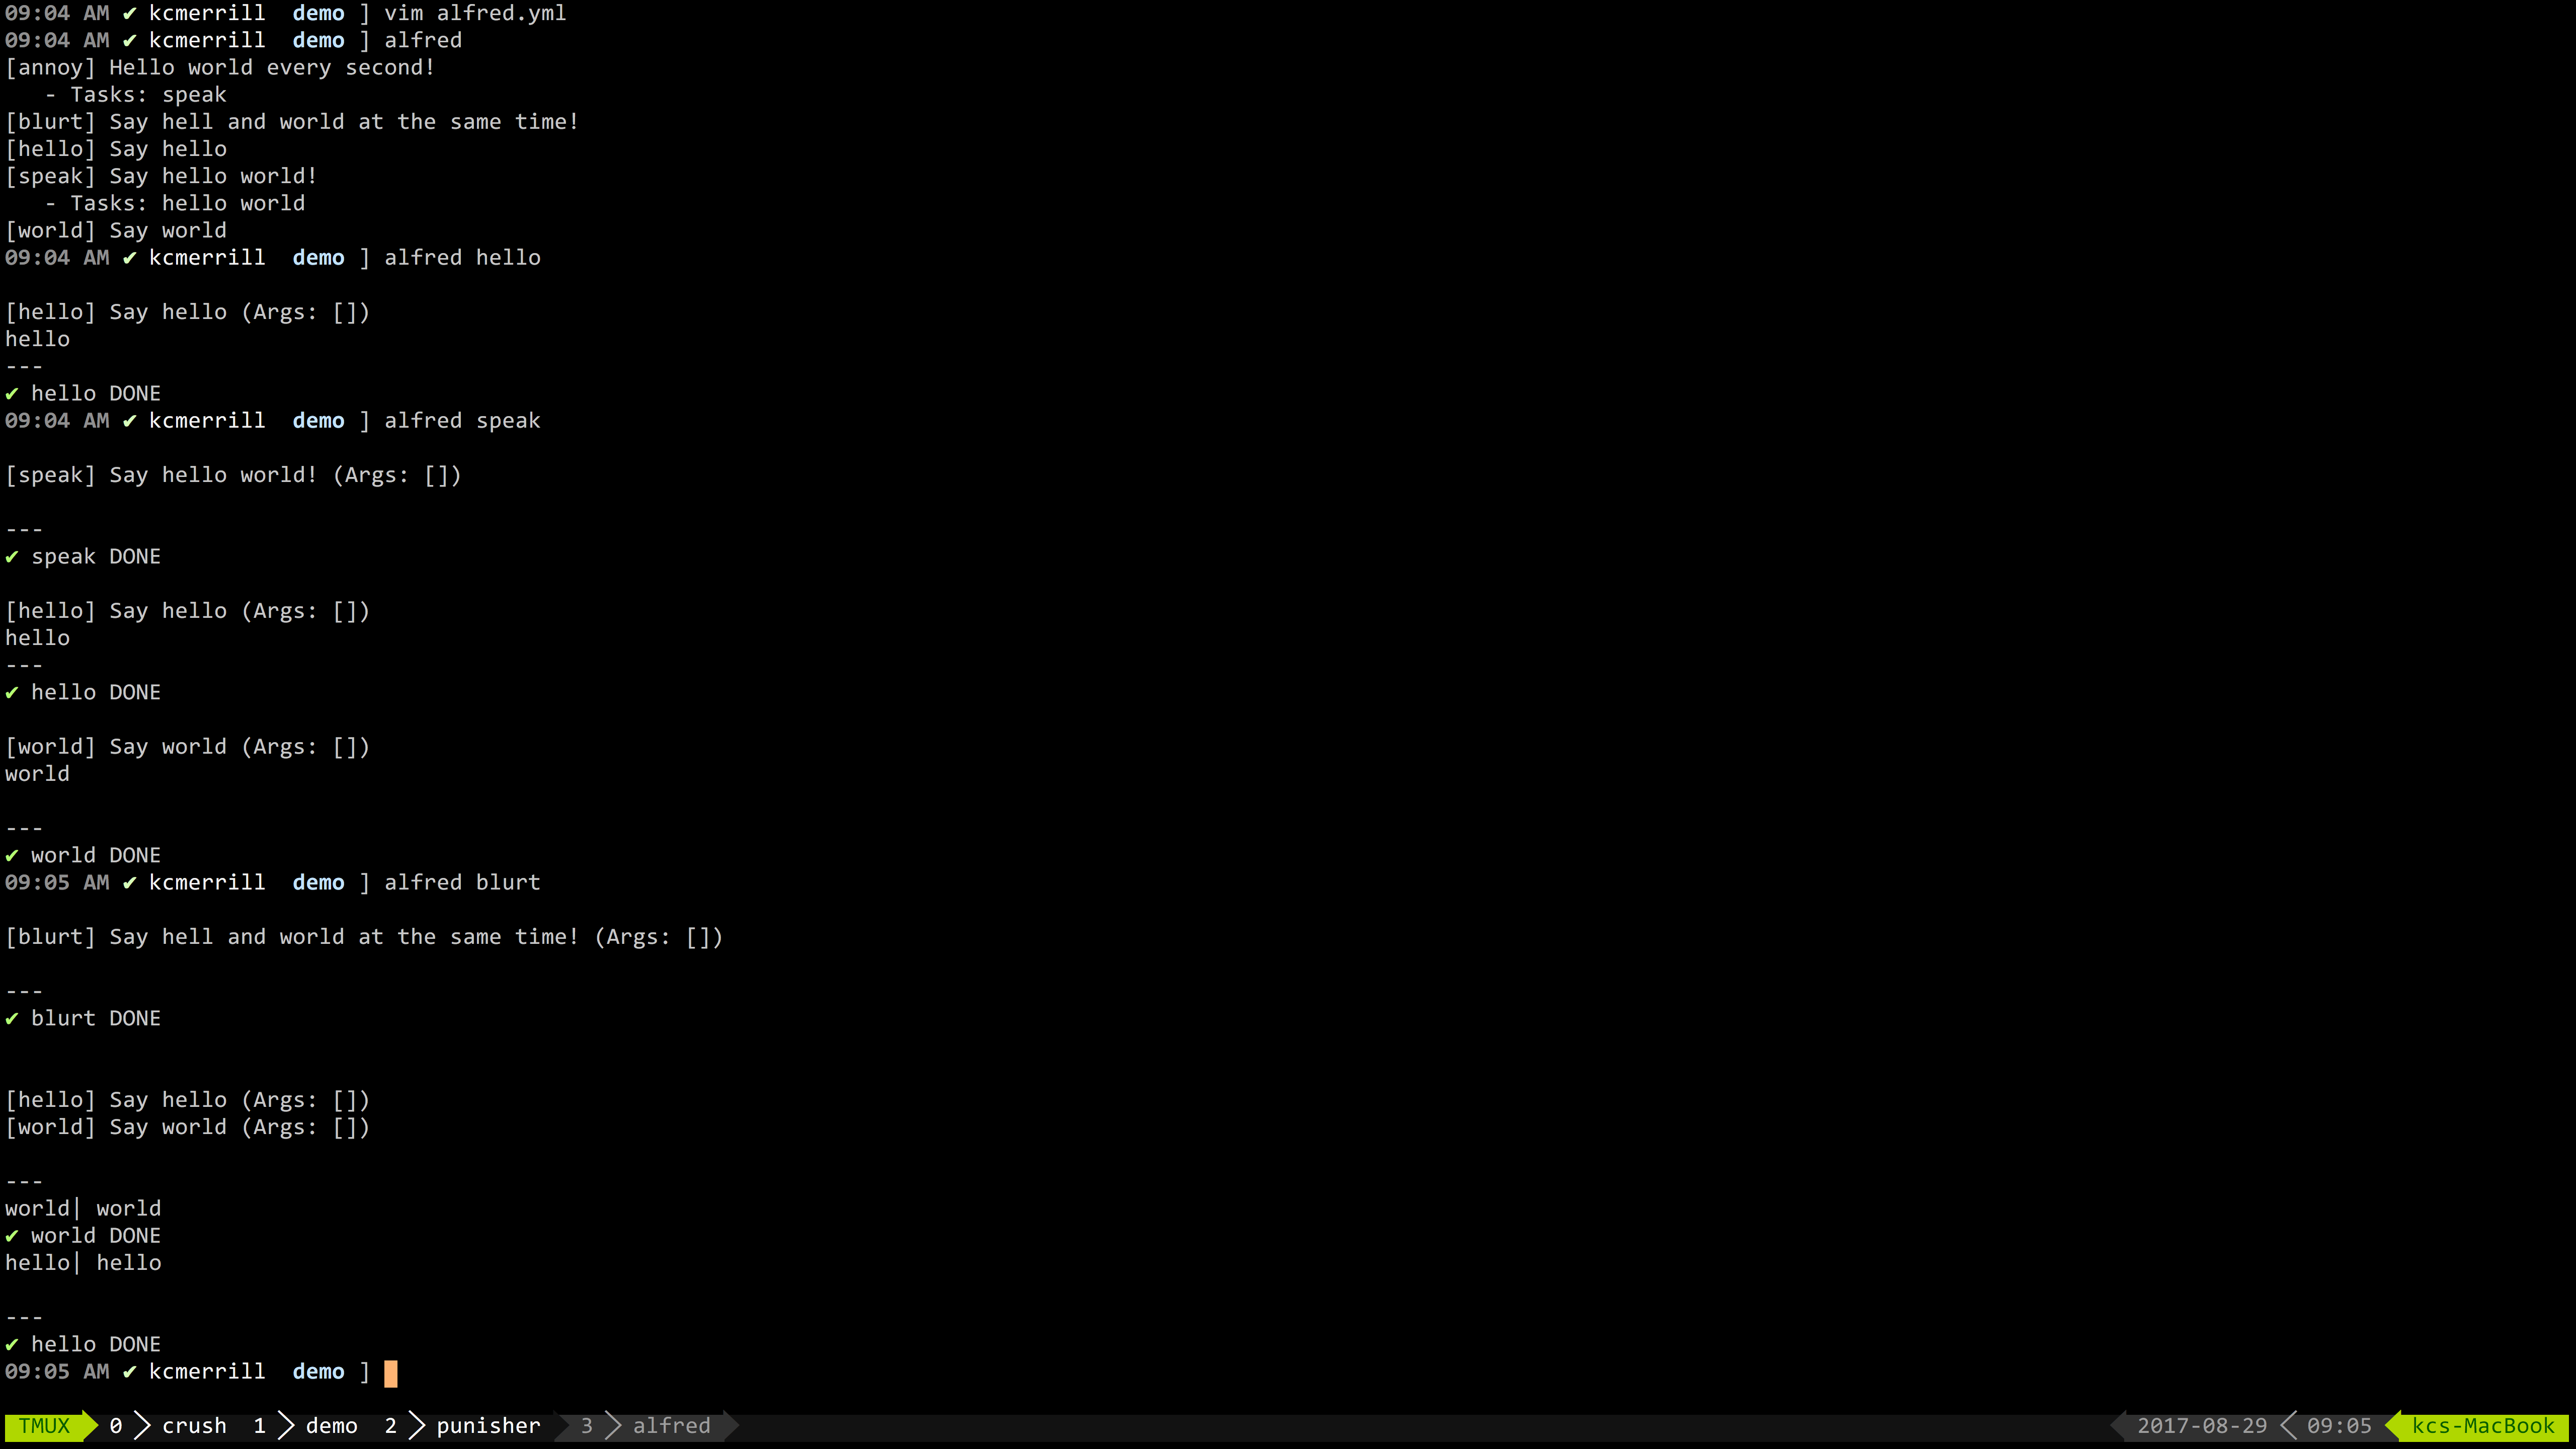 09:04 AM ✔ kcmerrill  demo ] vim alfred.yml
09:04 AM ✔ kcmerrill  demo ] alfred
[annoy] Hello world every second!
   - Tasks: speak
[blurt] Say hell and world at the same time!
[hello] Say hello
[speak] Say hello world!
   - Tasks: hello world
[world] Say world
09:04 AM ✔ kcmerrill  demo ] alfred hello
[hello] Say hello (Args: [])
hello
---
✔ hello DONE
09:04 AM ✔ kcmerrill  demo ] alfred speak
[speak] Say hello world! (Args: [])
---
✔ speak DONE
[hello] Say hello (Args: [])
hello
---
✔ hello DONE
[world] Say world (Args: [])
world
---
✔ world DONE
09:05 AM ✔ kcmerrill  demo ] alfred blurt
[blurt] Say hell and world at the same time! (Args: [])
---
✔ blurt DONE
[hello] Say hello (Args: [])
[world] Say world (Args: [])
---
world| world
✔ world DONE
hello| hello
---
✔ hello DONE
09:05 AM ✔ kcmerrill  demo ]
TMUX 0 > crush 1 > demo 2 > punisher 3 > alfred 2017-08-29 < 09:05 kcs-MacBook